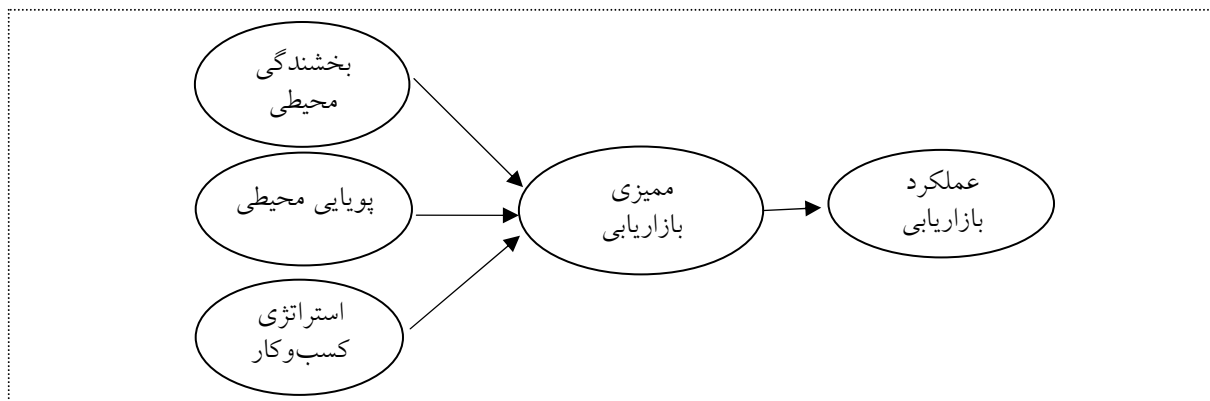 بخشندگی
محیطی
پویایی محیطی
استراتژی
کسب‌وکار
ممیزی
بازاریابی
عملکرد
بازاریابی